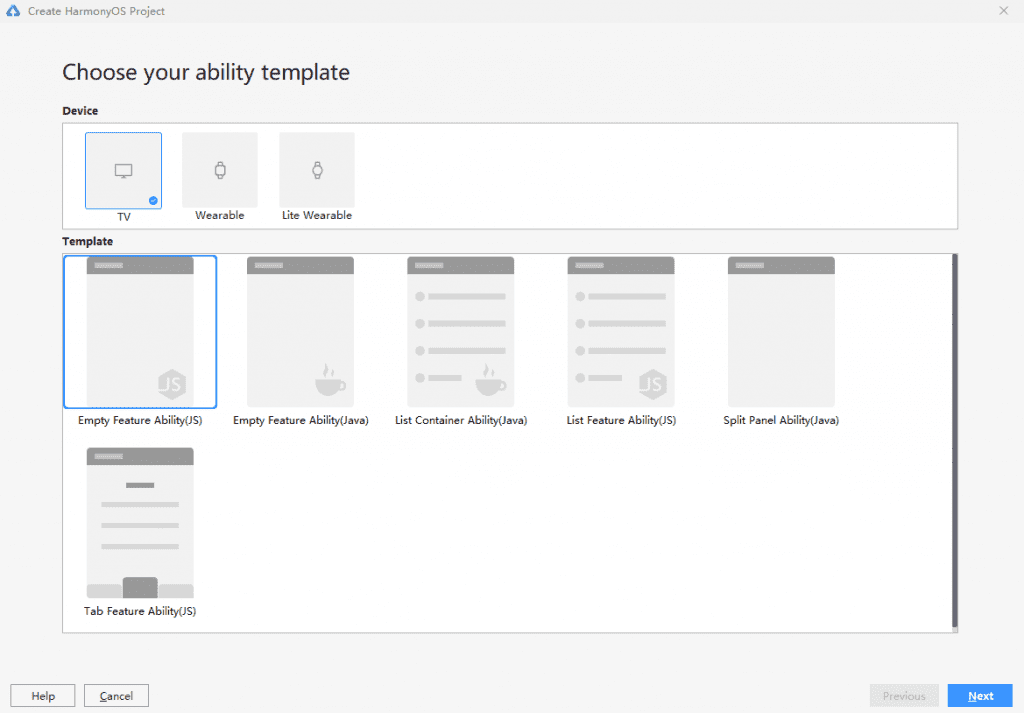 Create HarmonyOS Project
Choose your ability template
Device
TV
Wearable
Lite Wearable
Template
JS
JS
Empty Feature Ability(JS)
Empty Feature Ability(Java)
List Container Ability(Java)
List Feature Ability(JS)
Split Panel Ability(Java)
Tab Feature Ability(JS)
Help
Cancel
Previous
Next